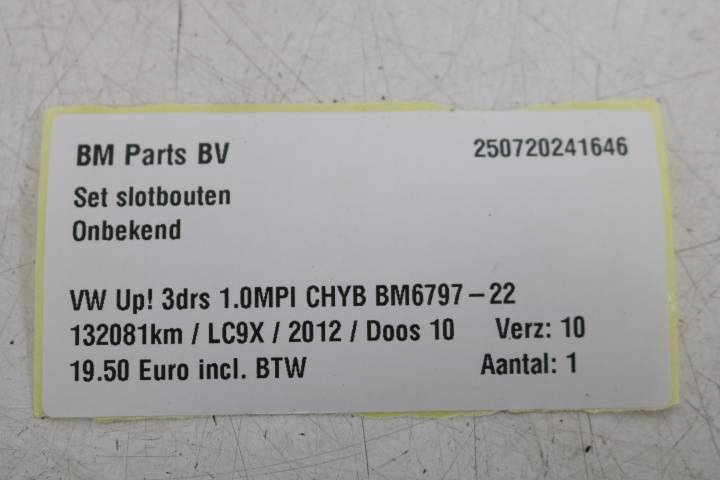 BM Parts BV 250720241646
Set slotbouten
Onbekend
VW Up! 3drs 1.0MPI CHYB BM6797-22
132081km / LC9X / 2012 / Doos 10 Verz: 10
19.50 Euro incl. BTW Aantal: 1